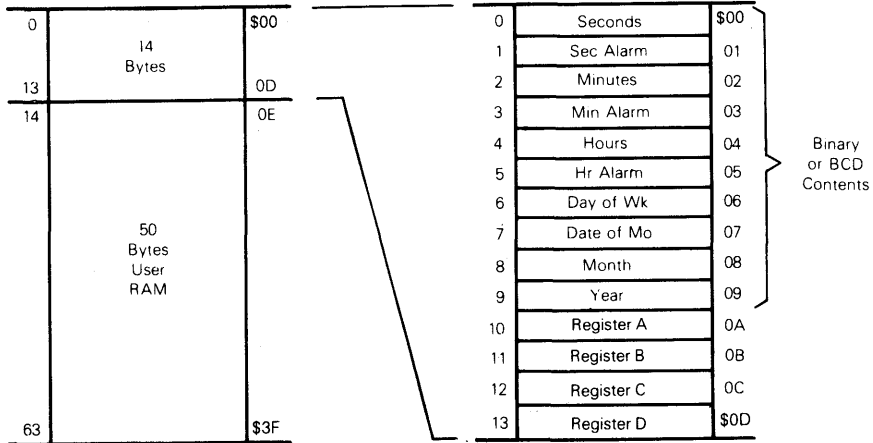 0 $00
14
Bytes
13 0D
14 0E
50
Bytes
User
RAM
63 $3F
0 Seconds $00
1 Sec Alarm 01
2 Minutes 02
3 Min Alarm 03
4 Hours 04
5 Hr Alarm 05
6 Day of Wk 06
7 Date of Mo 07
8 Month 08
9 Year 09
10 Register A 0A
11 Register B 0B
12 Register C 0C
13 Register D $0D
Binary
or BCD
Contents